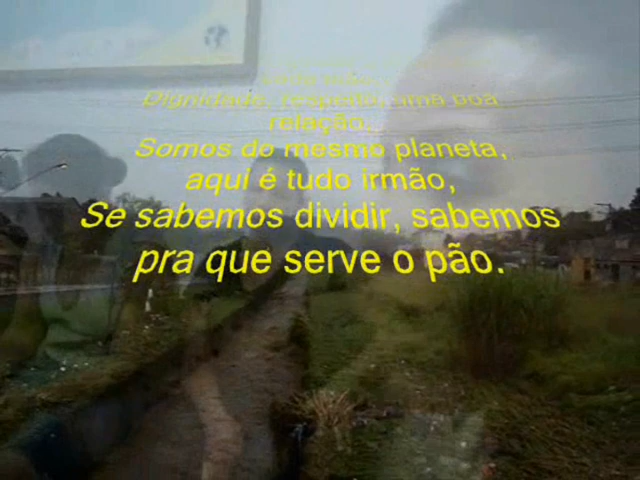 Dignidade, respeito, uma boa
relação.
Somos do mesmo planeta,
aqui é tudo irmão,
Se sabemos dividir, sabemos
pra que serve o pão.